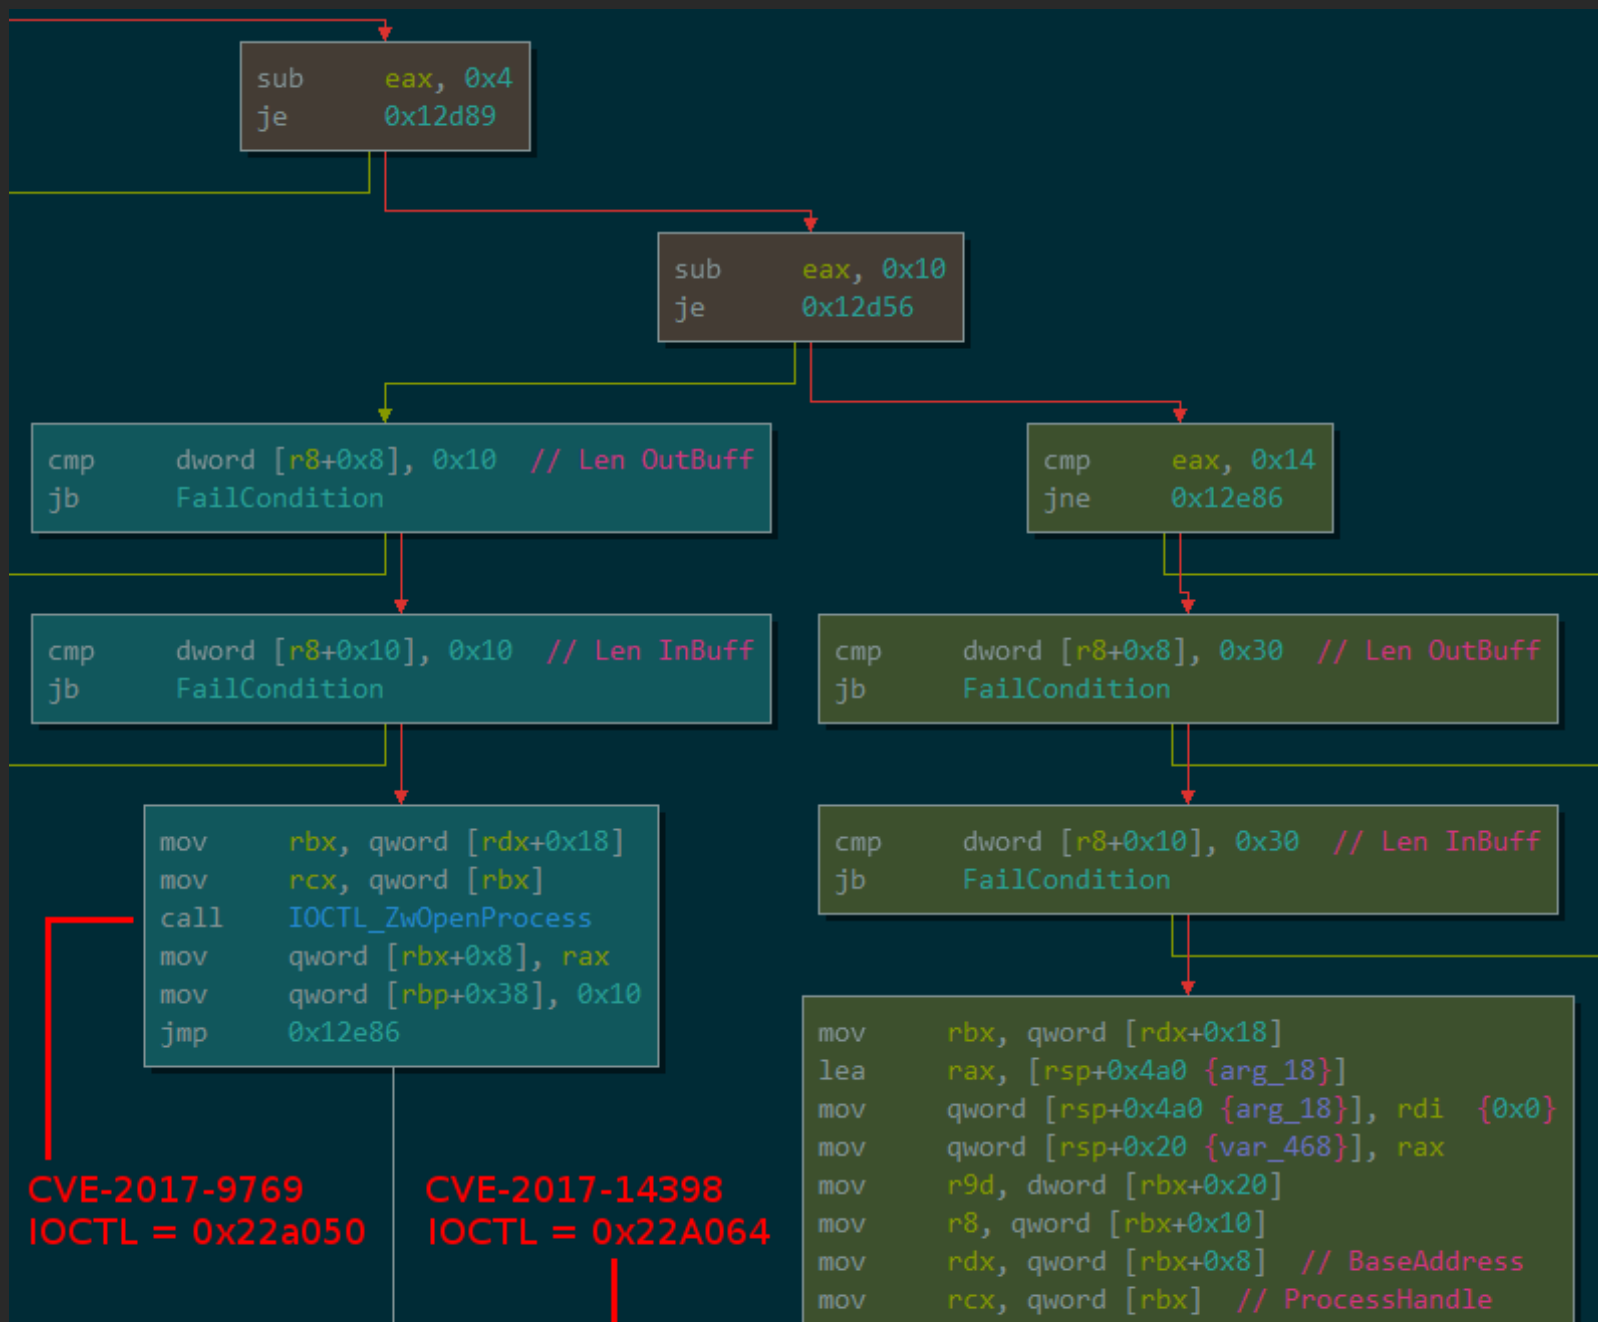 sub eax, 0x4
je 0x12d89
sub eax, 0x10
je 0x12d56
cmp dword [r8+0x8], 0x10 // Len OutBuff
jb FailCondition
cmp eax, 0x14
jne 0x12e86
cmp dword [r8+0x10], 0x10 // Len InBuff
jb FailCondition
cmp dword [r8+0x8], 0x30 // Len OutBuff
jb FailCondition
mov rbx, qword [rdx+0x18]
mov rcx, qword [rbx]
call IOCTL_ZwOpenProcess
mov qword [rbx+0x8], rax
mov qword [rbp+0x38], 0x10
jmp 0x12e86
cmp dword [r8+0x10], 0x30 // Len InBuff
jb FailCondition
mov rbx, qword [rdx+0x18]
lea rax, [rsp+0x4a0 {arg_18}]
mov qword [rsp+0x4a0 {arg_18}], rdi {0x0}
mov qword [rsp+0x20 {var_468}], rax
mov r9d, dword [rbx+0x20]
mov r8, qword [rbx+0x10]
mov rdx, qword [rbx+0x8] // BaseAddress
mov rcx, qword [rbx] // ProcessHandle
CVE-2017-9769
IOCTL = 0x22a050
CVE-2017-14398
IOCTL = 0x22A064